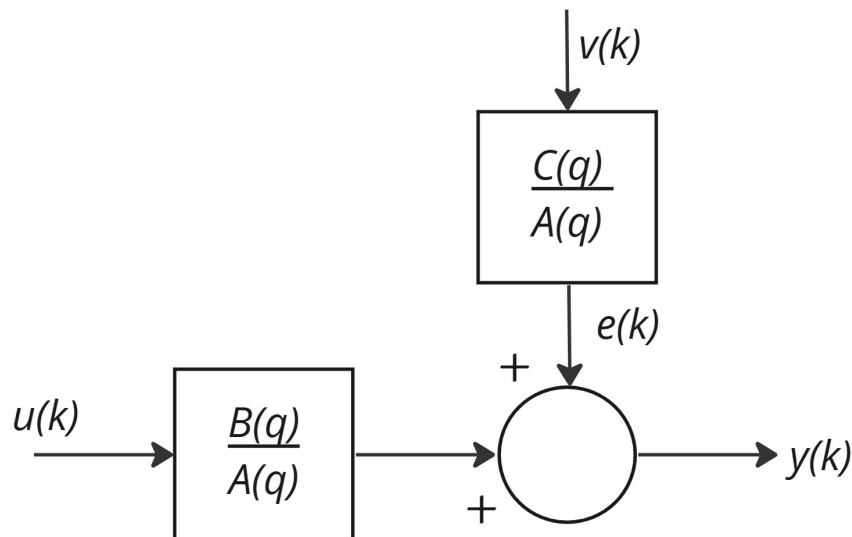 v(k)
C(q)
A(q)
e(k)
+
u(k)
B(q)
A(q)
y(k)
+